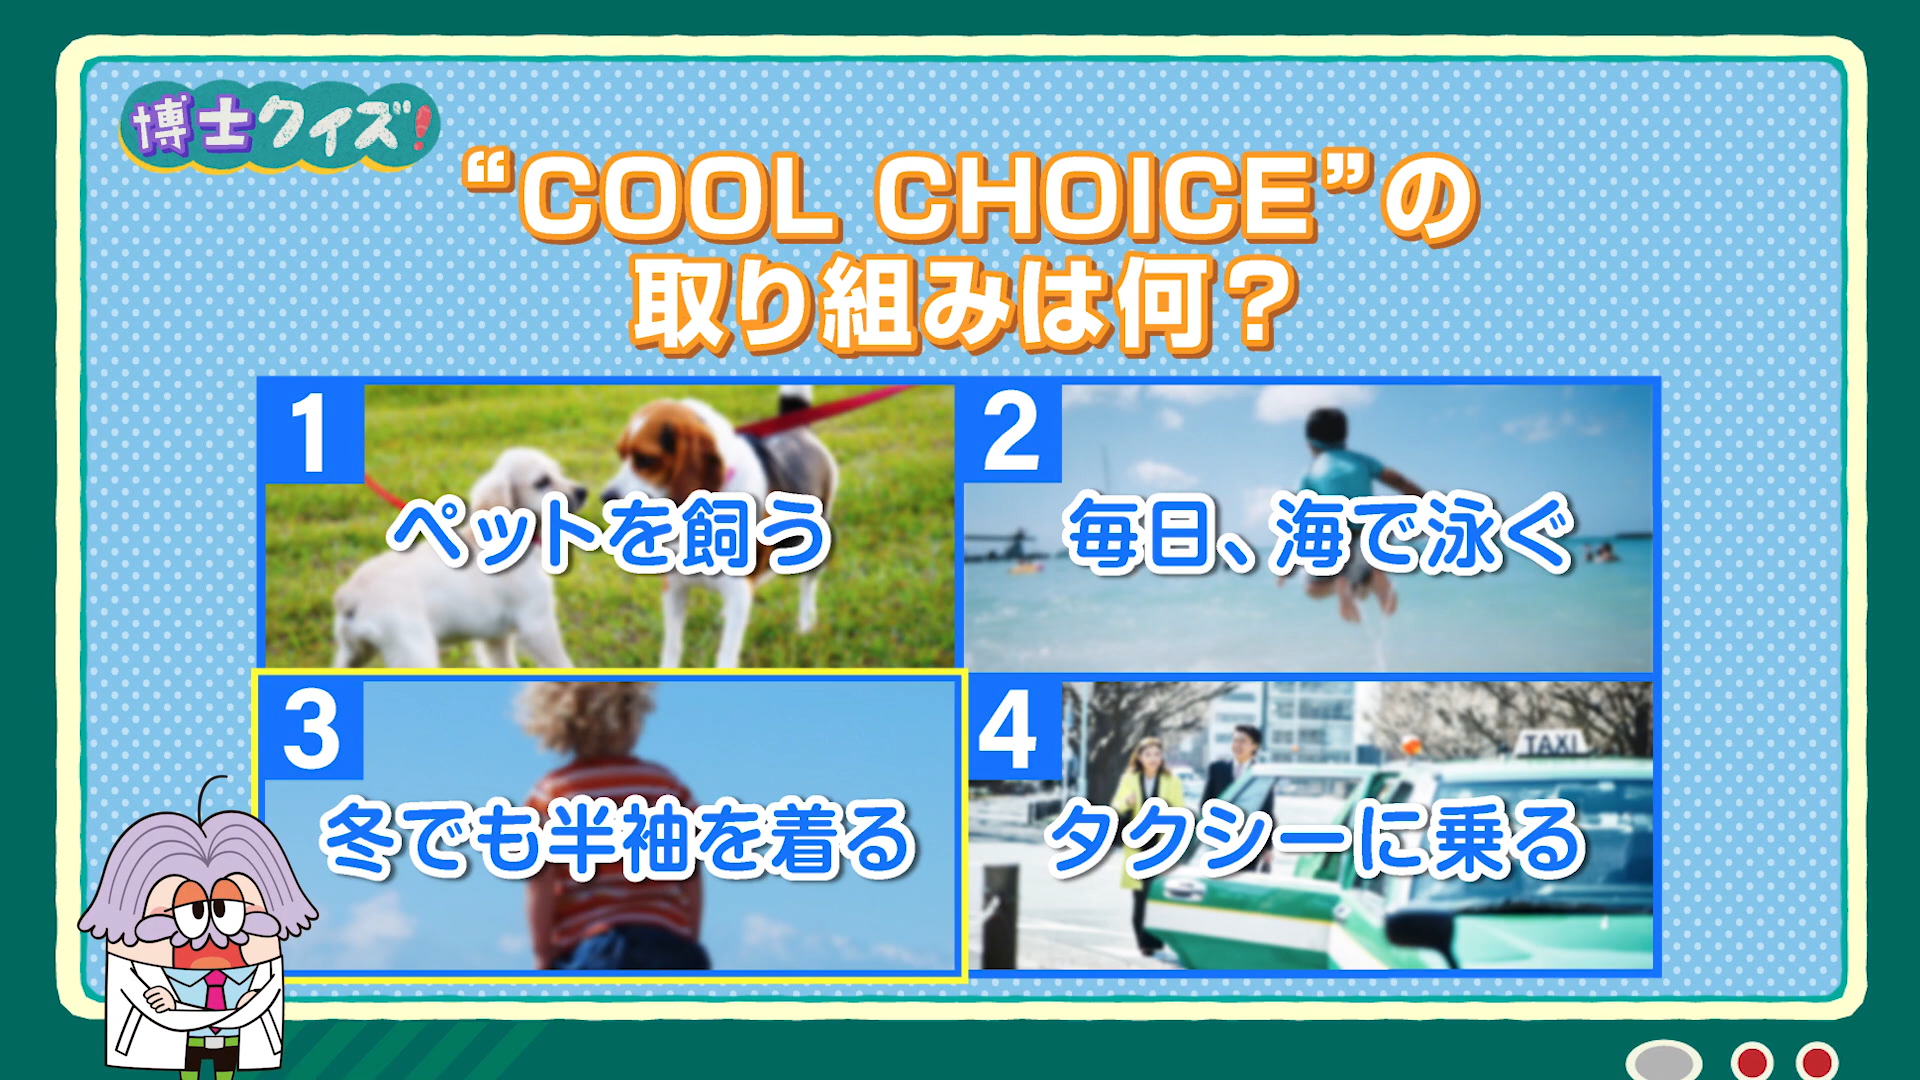 博士クイズ!
“COOL CHOICE”の
取り組みは何？
1
ペットを飼う
2
毎日、海で泳ぐ
3
冬でも半袖を着る
4
TAXI
タクシーに乗る